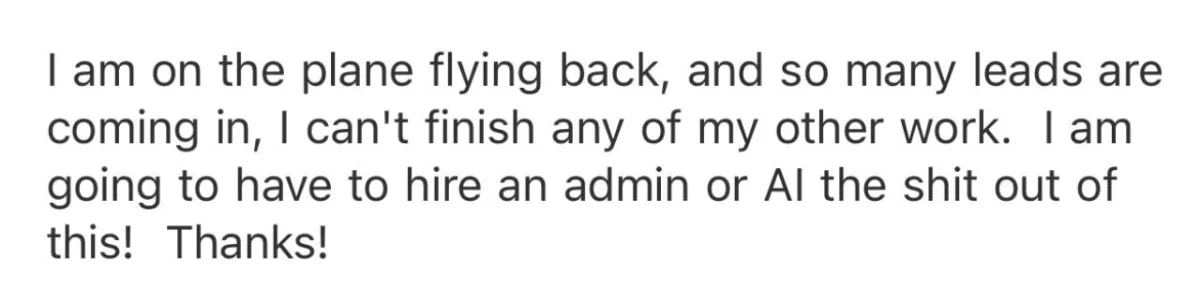 I am on the plane flying back, and so many leads are
coming in, I can't finish any of my other work.  I am
going to have to hire an admin or AI the shit out of
this!  Thanks!